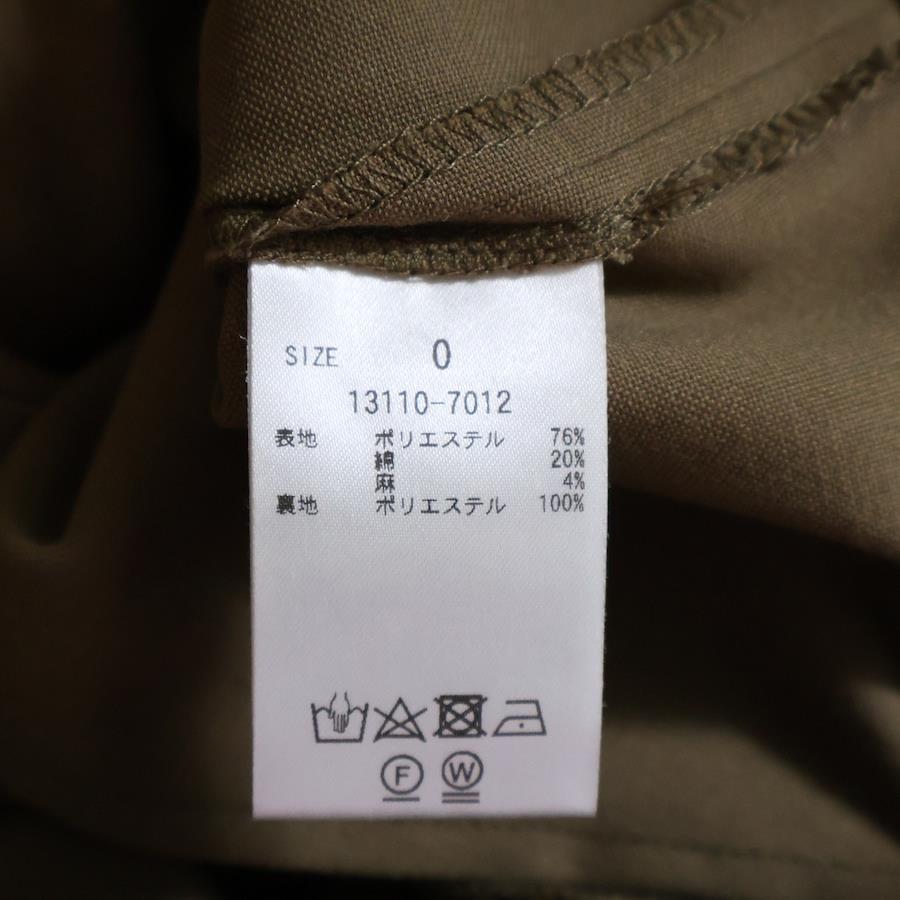 SIZE 0
13110-7012
表地 ポリエステル 76%
綿 20%
麻 4%
裏地 ポリエステル 100%
F W